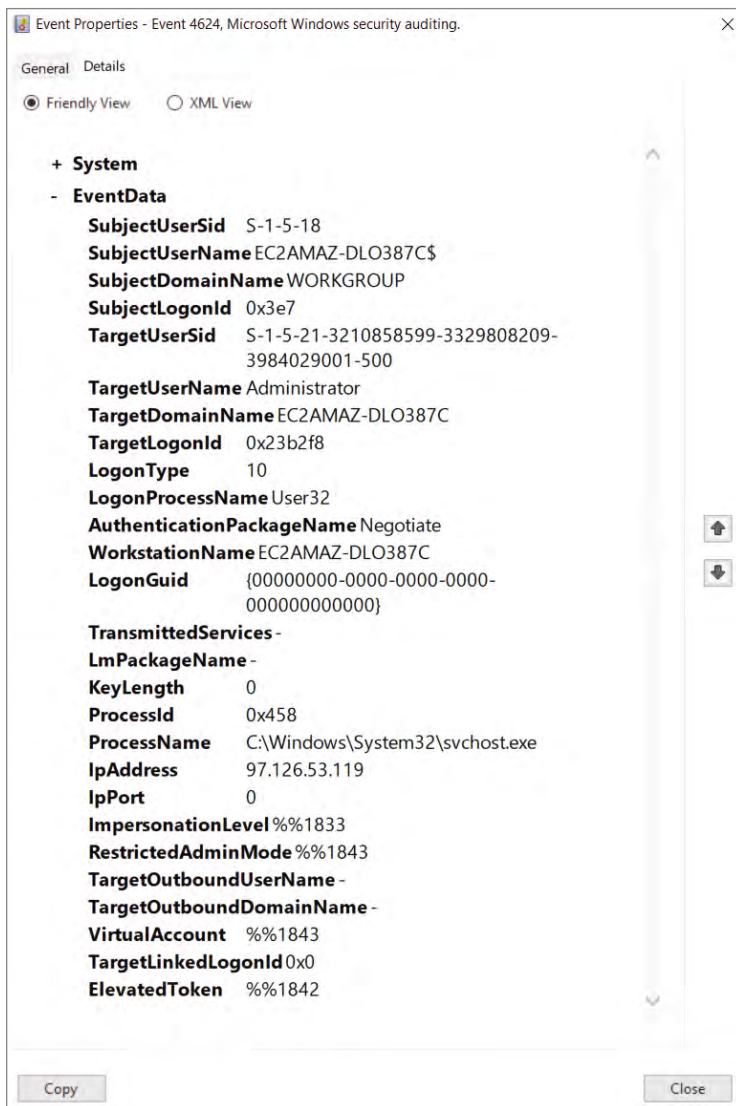 Event Properties - Event 4624, Microsoft Windows security auditing.
General Details
Friendly View XML View
+ System
- EventData
SubjectUserSid S-1-5-18
SubjectUserName EC2AMAZ-DLO387C$
SubjectDomainName WORKGROUP
SubjectLogonId 0x3e7
TargetUserSid S-1-5-21-3210858599-3329808209-
3984029001-500
TargetUserName Administrator
TargetDomainName EC2AMAZ-DLO387C
TargetLogonId 0x23b2f8
LogonType 10
LogonProcessName User32
AuthenticationPackageName Negotiate
WorkstationName EC2AMAZ-DLO387C
LogonGuid {00000000-0000-0000-0000-
000000000000}
TransmittedServices -
LmPackageName -
KeyLength 0
ProcessId 0x458
ProcessName C:\Windows\System32\svchost.exe
IpAddress 97.126.53.119
IpPort 0
ImpersonationLevel %%1833
RestrictedAdminMode %%1843
TargetOutboundUserName -
TargetOutboundDomainName -
VirtualAccount %%1843
TargetLinkedLogonId 0x0
ElevatedToken %%1842
Copy Close